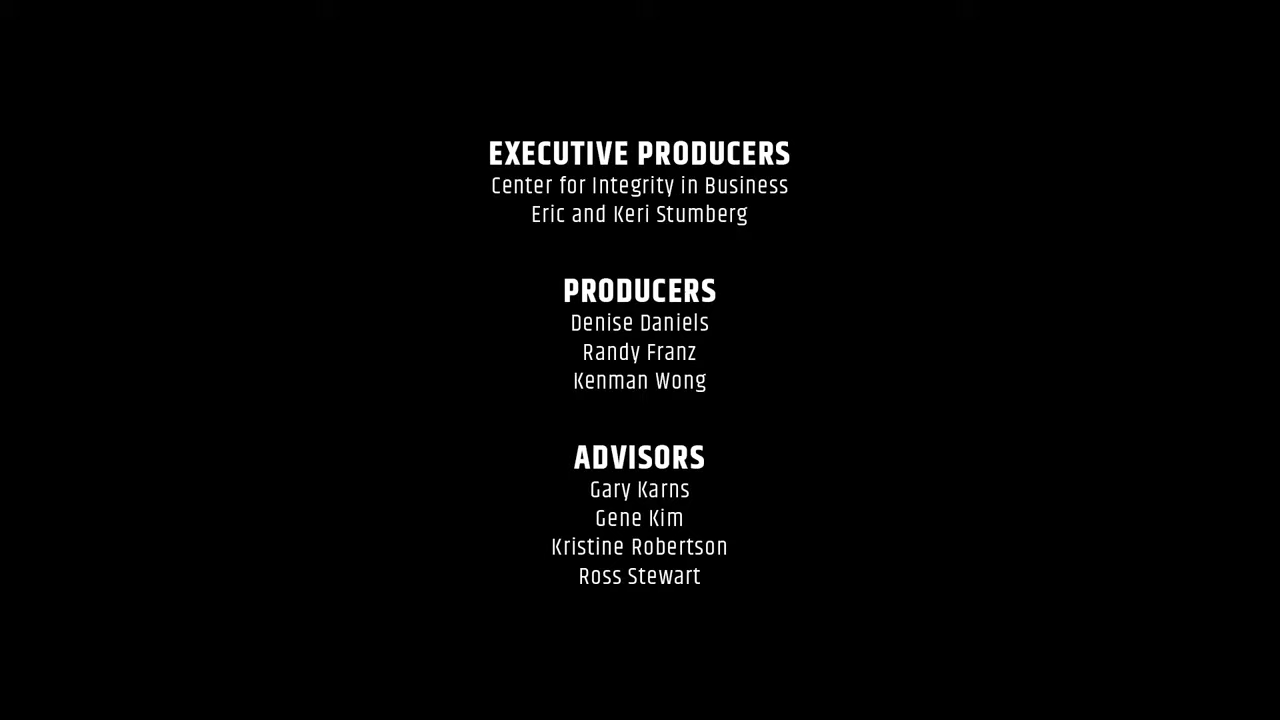 EXECUTIVE PRODUCERS
Center for Integrity in Business
Eric and Keri Stumberg
PRODUCERS
Denise Daniels
Randy Franz
Kenman Wong
ADVISORS
Gary Karns
Gene Kim
Kristine Robertson
Ross Stewart